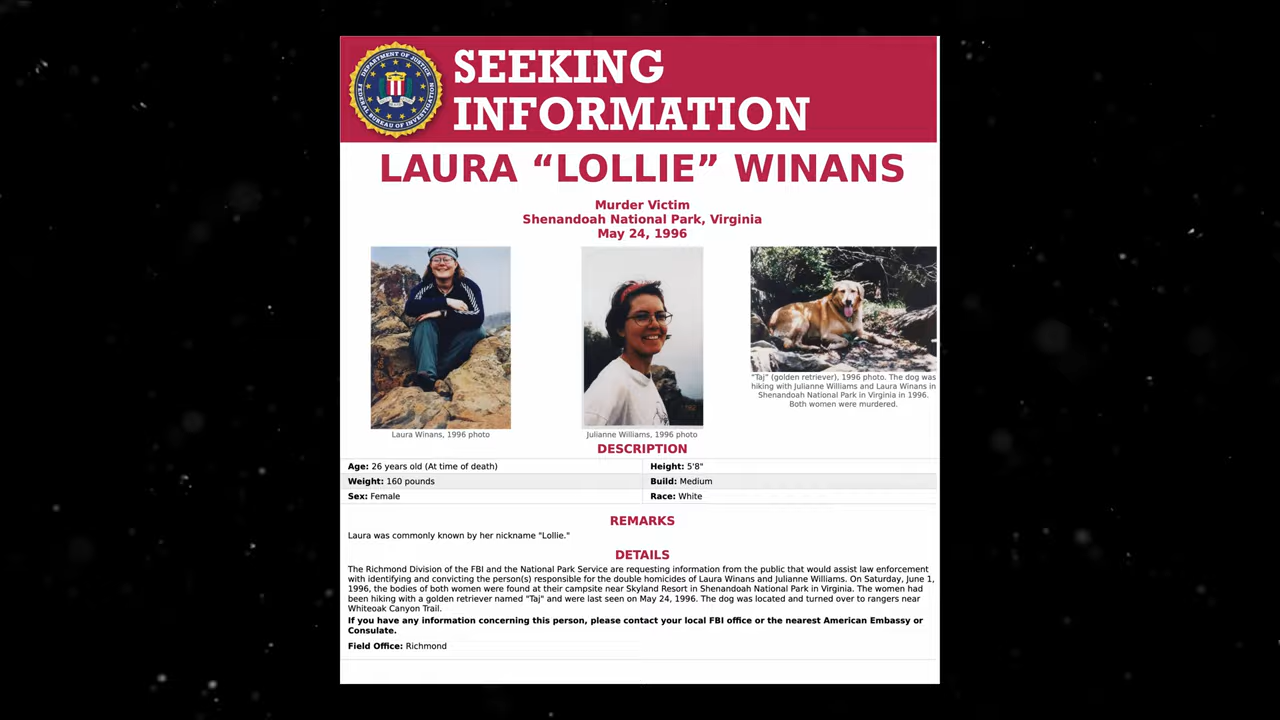 DEPARTMENT OF JUSTICE
FEDERAL BUREAU OF INVESTIGATION
SEEKING
INFORMATION
LAURA “LOLLIE” WINANS
Murder Victim
Shenandoah National Park, Virginia
May 24, 1996
Laura Winans, 1996 photo
Julianne Williams, 1996 photo
"Taj" (golden retriever), 1996 photo. The dog was
hiking with Julianne Williams and Laura Winans in
Shenandoah National Park in Virginia in 1996.
Both women were murdered.
DESCRIPTION
Age: 26 years old (At time of death)
Height: 5'8"
Weight: 160 pounds
Build: Medium
Sex: Female
Race: White
REMARKS
Laura was commonly known by her nickname "Lollie."
DETAILS
The Richmond Division of the FBI and the National Park Service are requesting information from the public that would assist law enforcement
with identifying and convicting the person(s) responsible for the double homicides of Laura Winans and Julianne Williams. On Saturday, June 1,
1996, the bodies of both women were found at their campsite near Skyland Resort in Shenandoah National Park in Virginia. The women had
been hiking with a golden retriever named "Taj" and were last seen on May 24, 1996. The dog was located and turned over to rangers near
Whiteoak Canyon Trail.
If you have any information concerning this person, please contact your local FBI office or the nearest American Embassy or
Consulate.
Field Office: Richmond